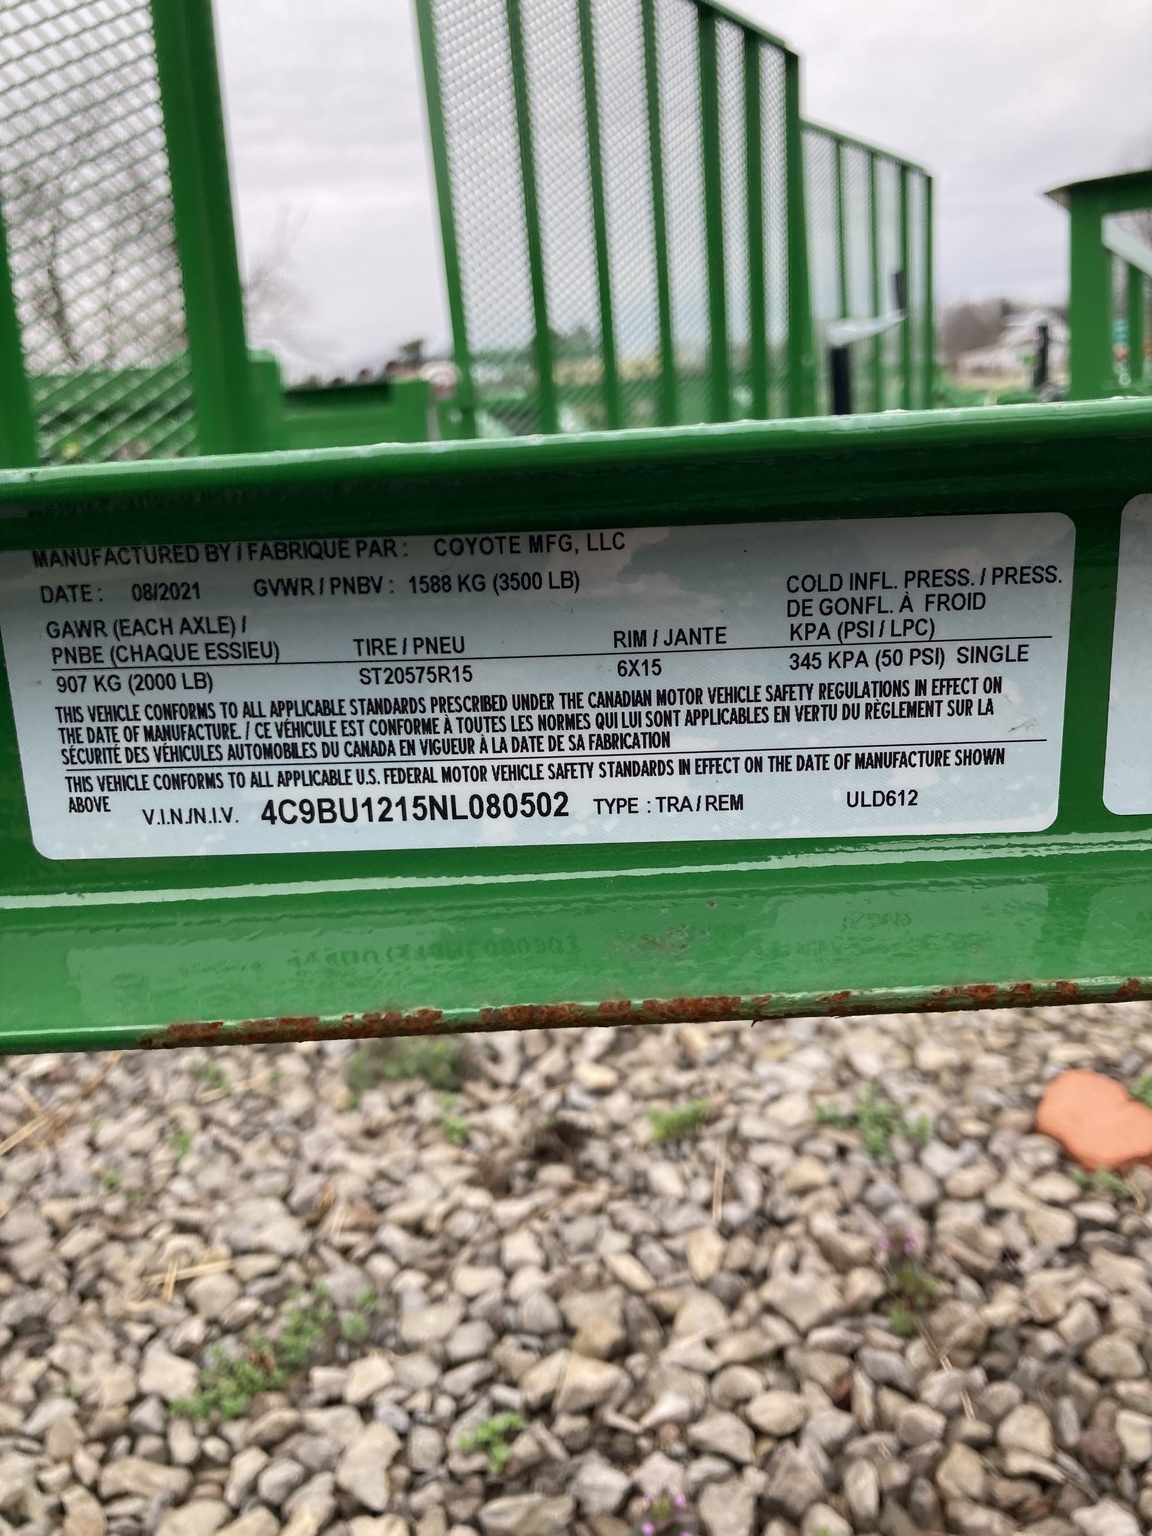 MANUFACTURED BY / FABRIQUE PAR : COYOTE MFG, LLC
DATE : 08/2021 GVWR / PNBV : 1588 KG (3500 LB)
COLD INFL. PRESS. / PRESS.
DE GONFL. À FROID
KPA (PSI / LPC)
GAWR (EACH AXLE) /
PNBE (CHAQUE ESSIEU) TIRE / PNEU RIM / JANTE
907 KG (2000 LB) ST20575R15 6X15 345 KPA (50 PSI) SINGLE
THIS VEHICLE CONFORMS TO ALL APPLICABLE STANDARDS PRESCRIBED UNDER THE CANADIAN MOTOR VEHICLE SAFETY REGULATIONS IN EFFECT ON
THE DATE OF MANUFACTURE. / CE VÉHICULE EST CONFORME À TOUTES LES NORMES QUI LUI SONT APPLICABLES EN VERTU DU RÈGLEMENT SUR LA
SÉCURITÉ DES VÉHICULES AUTOMOBILES DU CANADA EN VIGUEUR À LA DATE DE SA FABRICATION
THIS VEHICLE CONFORMS TO ALL APPLICABLE U.S. FEDERAL MOTOR VEHICLE SAFETY STANDARDS IN EFFECT ON THE DATE OF MANUFACTURE SHOWN
ABOVE
V.I.N./N.I.V. 4C9BU1215NL080502 TYPE : TRA / REM ULD612